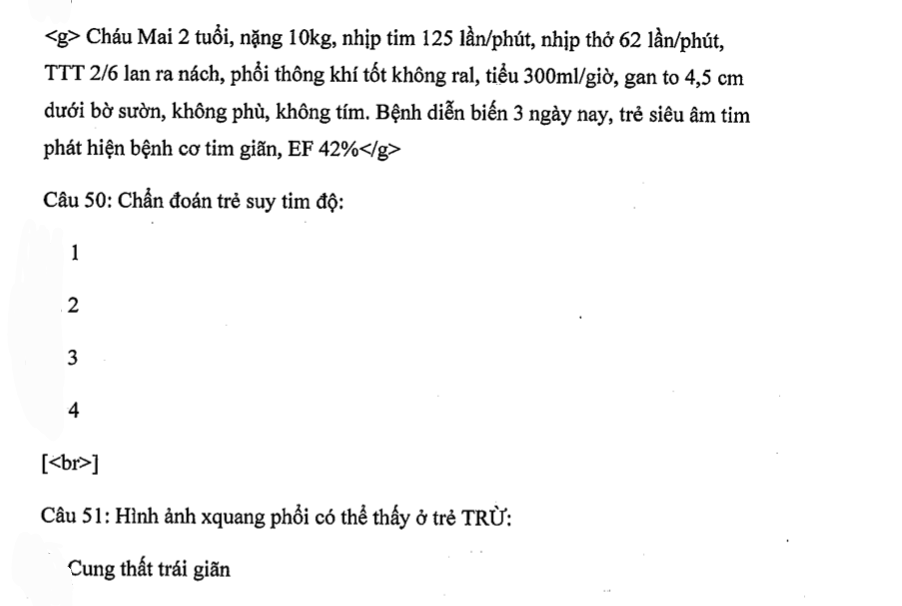 <g> Cháu Mai 2 tuổi, nặng 10kg, nhịp tim 125 lần/phút, nhịp thở 62 lần/phút,
TTT 2/6 lan ra nách, phổi thông khí tốt không ral, tiểu 300ml/giờ, gan to 4,5 cm
dưới bờ sườn, không phù, không tím. Bệnh diễn biến 3 ngày nay, trẻ siêu âm tim
phát hiện bệnh cơ tim giãn, EF 42%</g>
Câu 50: Chẩn đoán trẻ suy tim độ:
1
2
3
4
[<br>]
Câu 51: Hình ảnh xquang phổi có thể thấy ở trẻ TRỪ:
Cung thất trái giãn